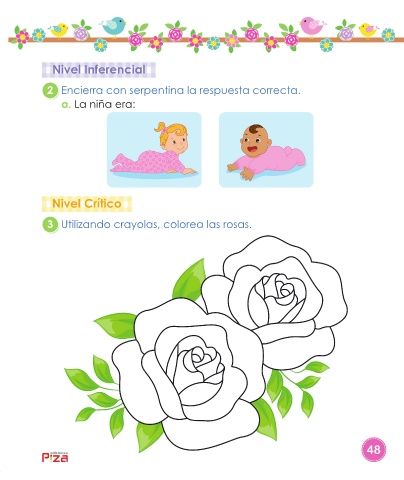 Nivel Inferencial
2 Encierra con serpentina la respuesta correcta.
a. La niña era:
Nivel Crítico
3 Utilizando crayolas, colorea las rosas.
48